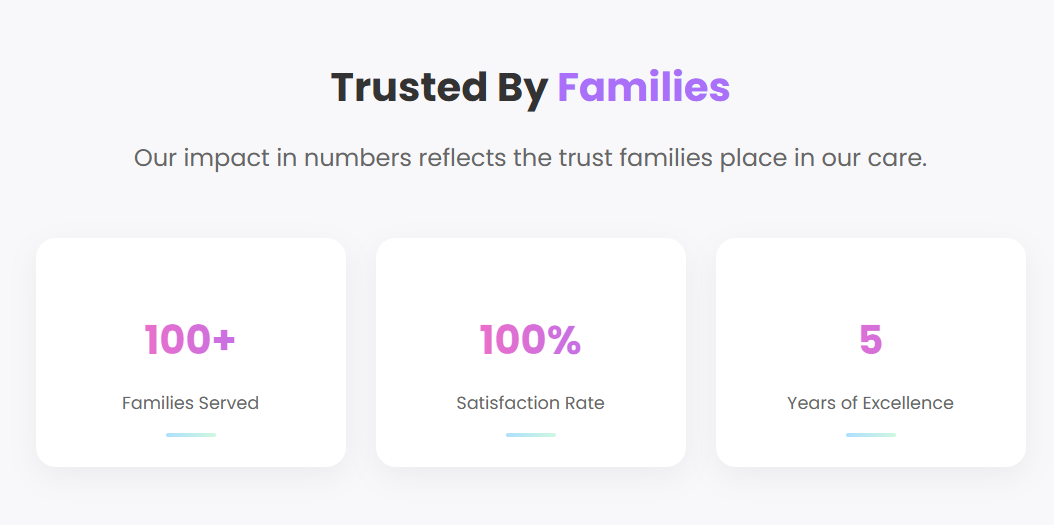 Trusted By Families
Our impact in numbers reflects the trust families place in our care.
100+
Families Served
100%
Satisfaction Rate
5
Years of Excellence